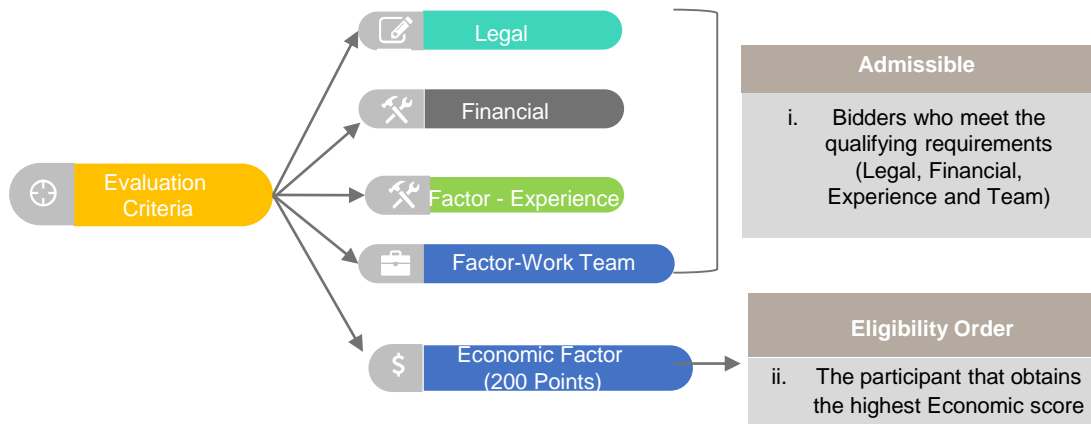 Legal
Financial
Evaluation
Criteria
Factor - Experience
Factor-Work Team
$
Economic Factor
(200 Points)
Admissible
i. Bidders who meet the
qualifying requirements
(Legal, Financial,
Experience and Team)
Eligibility Order
ii. The participant that obtains
the highest Economic score